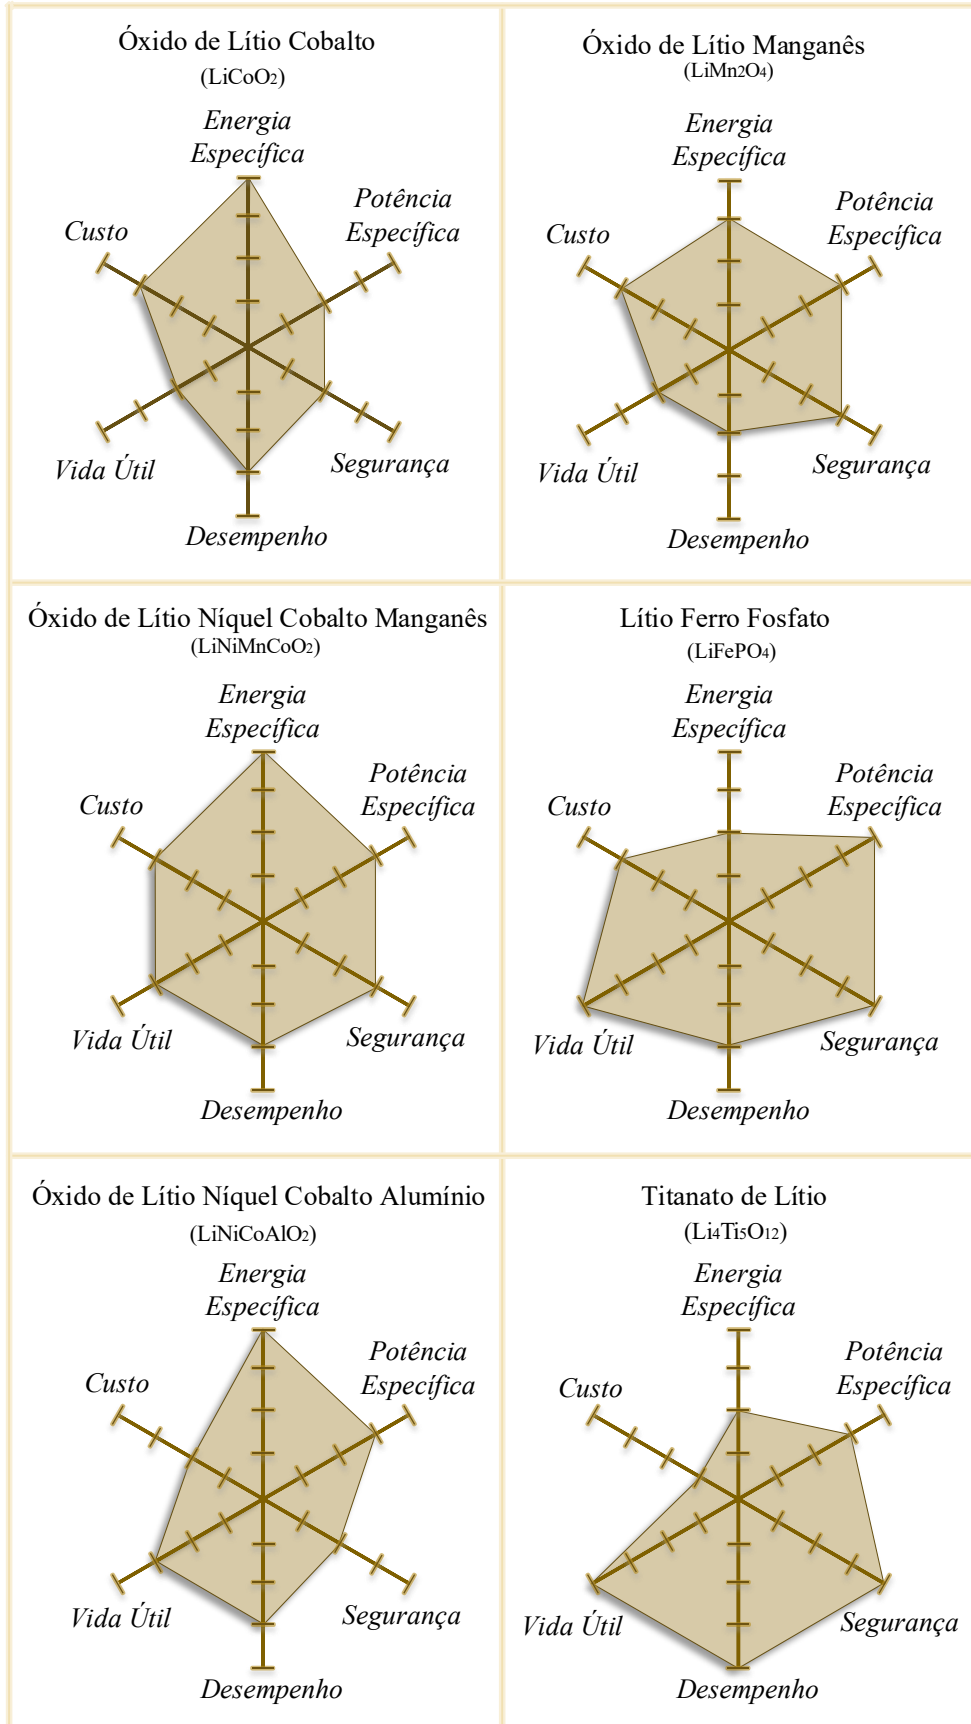 Óxido de Lítio Cobalto
(LiCoO₂)
Energia
Específica
Potência
Específica
Custo
Vida Útil
Segurança
Desempenho
Óxido de Lítio Manganês
(LiMn₂O₄)
Energia
Específica
Potência
Específica
Custo
Vida Útil
Segurança
Desempenho
Óxido de Lítio Níquel Cobalto Manganês
(LiNiMnCoO₂)
Energia
Específica
Potência
Específica
Custo
Vida Útil
Segurança
Desempenho
Lítio Ferro Fosfato
(LiFePO₄)
Energia
Específica
Potência
Específica
Custo
Vida Útil
Segurança
Desempenho
Óxido de Lítio Níquel Cobalto Alumínio
(LiNiCoAlO₂)
Energia
Específica
Potência
Específica
Custo
Vida Útil
Segurança
Desempenho
Titanato de Lítio
(Li₄Ti₅O₁₂)
Energia
Específica
Potência
Específica
Custo
Vida Útil
Segurança
Desempenho